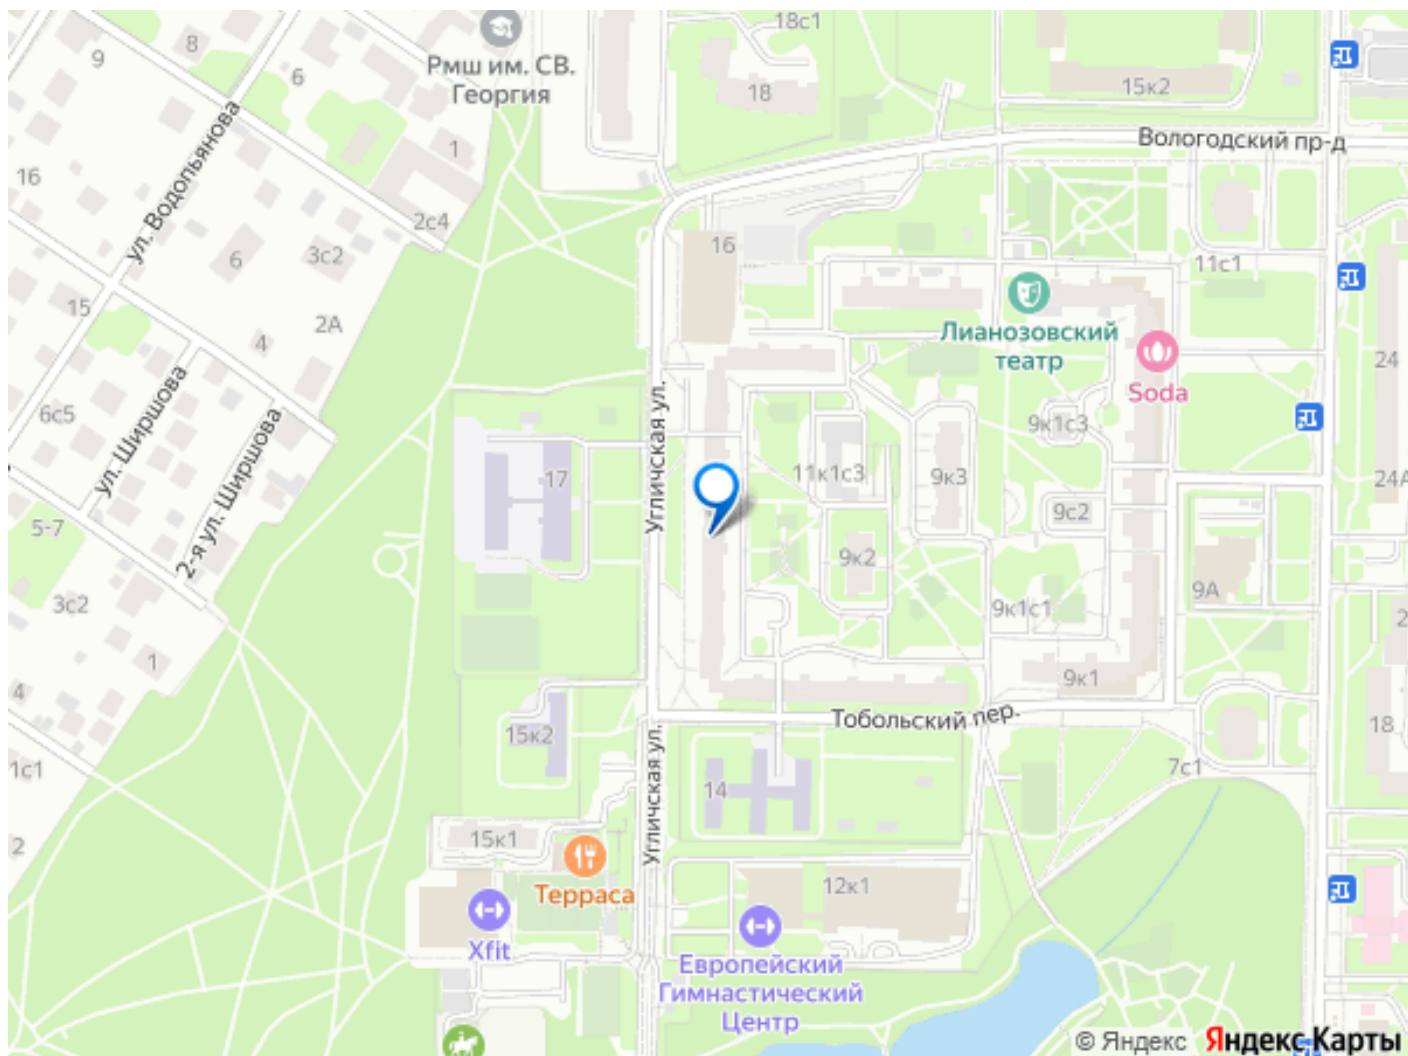 18с1
8
9
6
Рмш им. СВ.
Георгия
18
15к2
Вологодский пр-д
ул. Водопьянова
1
16
2с4
6
3с2
16
11с1
15
2А
4
Лианозовский
театр
Soda
24
ул. Ширшова
6с5
2-я ул. Ширшова
Угличская ул.
9к1с3
17
11к1с3
9к3
24А
5-7
9с2
9к2
9А
3с2
9к1с1
1
4
9к1
Тобольский пер.
18
15к2
Угличская ул.
7с1
1с1
14
2
15к1
Терраса
12к1
Xfit
Европейский
Гимнастический
Центр
© Яндекс Яндекс Карты